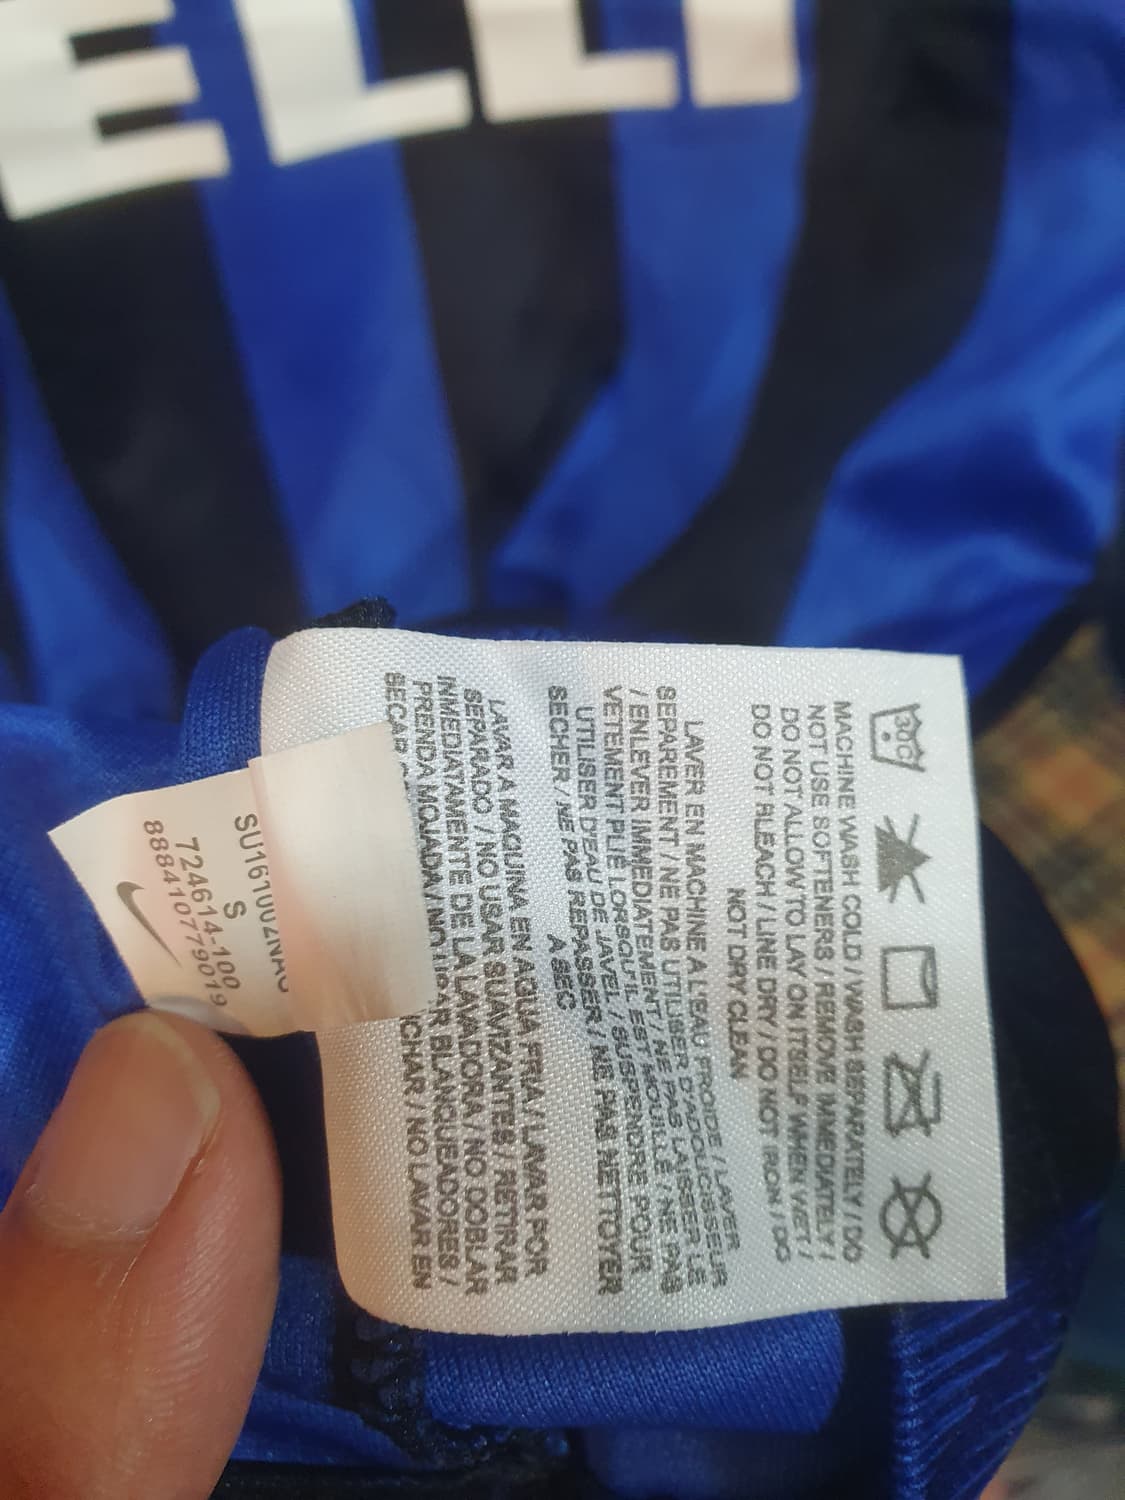 ELLI
30C
MACHINE WASH COLD / WASH SEPARATELY / DO
NOT USE SOFTENERS / REMOVE IMMEDIATELY /
DO NOT ALLOW TO LAY ON ITSELF WHEN WET /
DO NOT BLEACH / LINE DRY / DO NOT IRON / DO
NOT DRY CLEAN
LAVER EN MACHINE A L'EAU FROIDE / LAVER
SEPAREMENT / NE PAS UTILISER D'ADOUCISSEUR
/ ENLEVER IMMEDIATEMENT / NE PAS LAISSER LE
VETEMENT PLIE LORSQU'IL EST MOUILLE / NE PAS
UTILISER D'EAU DE JAVEL / SUSPENDRE POUR
SECHER / NE PAS REPASSER / NE PAS NETTOYER
A SEC
LAVAR A MAQUINA EN AGUA FRIA / LAVAR POR
SEPARADO / NO USAR SUAVIZANTES / RETIRAR
INMEDIATAMENTE DE LA LAVADORA / NO DOBLAR
PRENDA MOJADA / NO USAR BLANQUEADORES /
SECAR / NO LAVAR EN
S
724614-100
888410779019